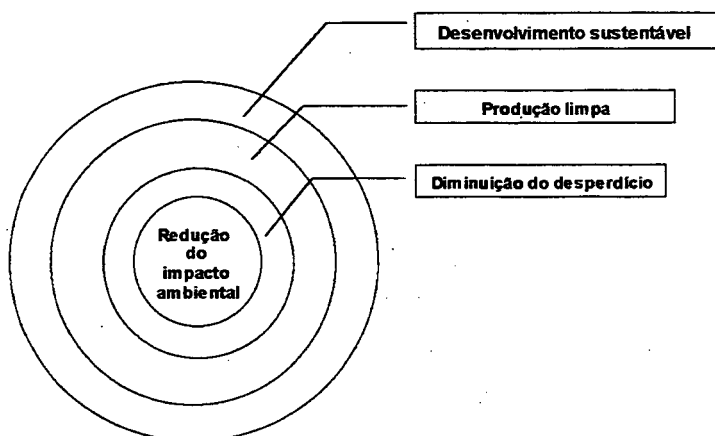 Desenvolvimento sustentável
Produção limpa
Diminuição do desperdício
Redução
do
impacto
ambiental